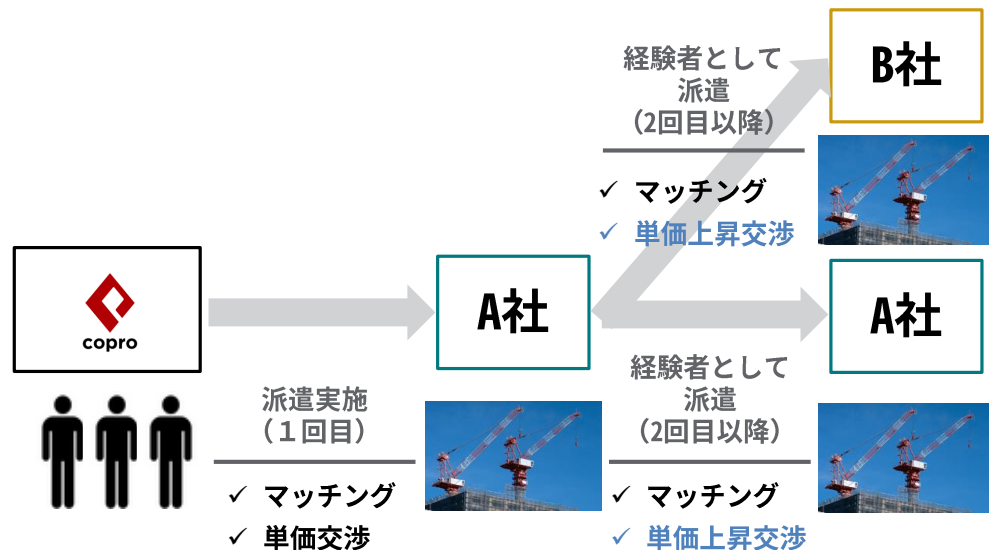 copro
派遣実施
（１回目）
✓ マッチング
✓ 単価交渉
A社
経験者として
派遣
（2回目以降）
✓ マッチング
✓ 単価上昇交渉
B社
経験者として
派遣
（2回目以降）
✓ マッチング
✓ 単価上昇交渉
A社